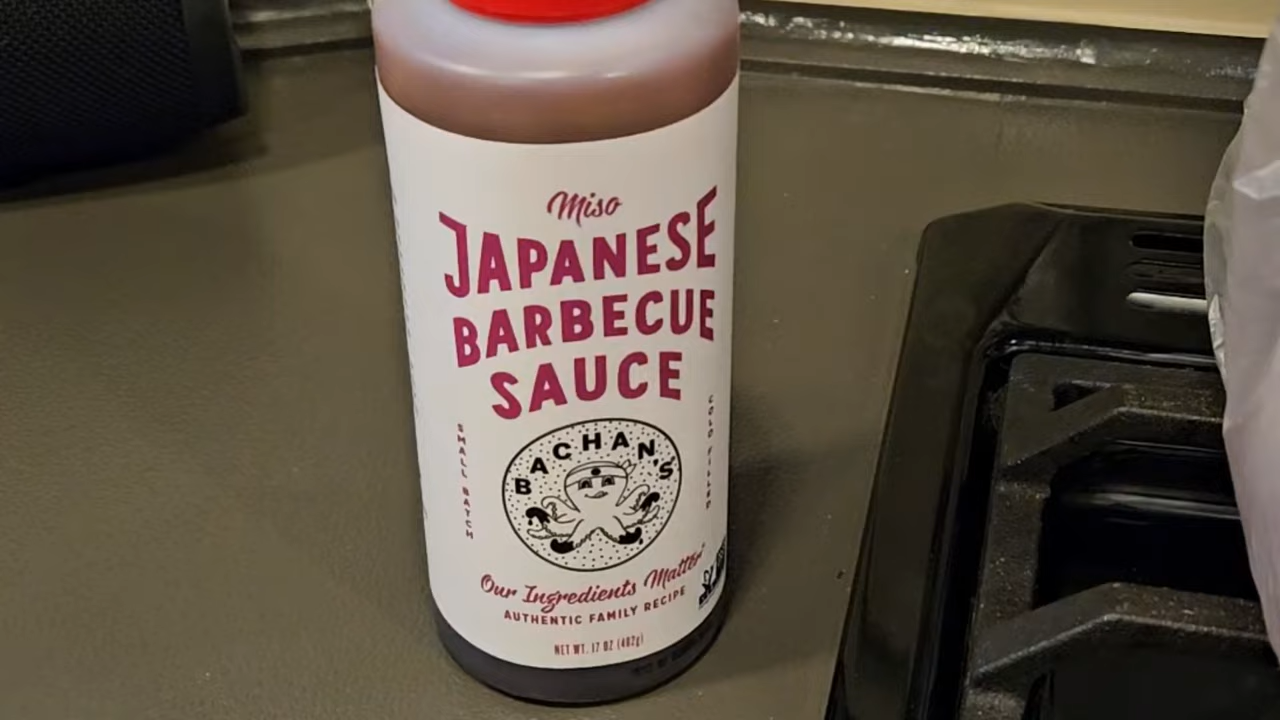 Miso
JAPANESE
BARBECUE
SAUCE
BACHAN'S
SMALL BATCH
Our Ingredients Matter
AUTHENTIC FAMILY RECIPE
NET WT. 17 OZ (482g)